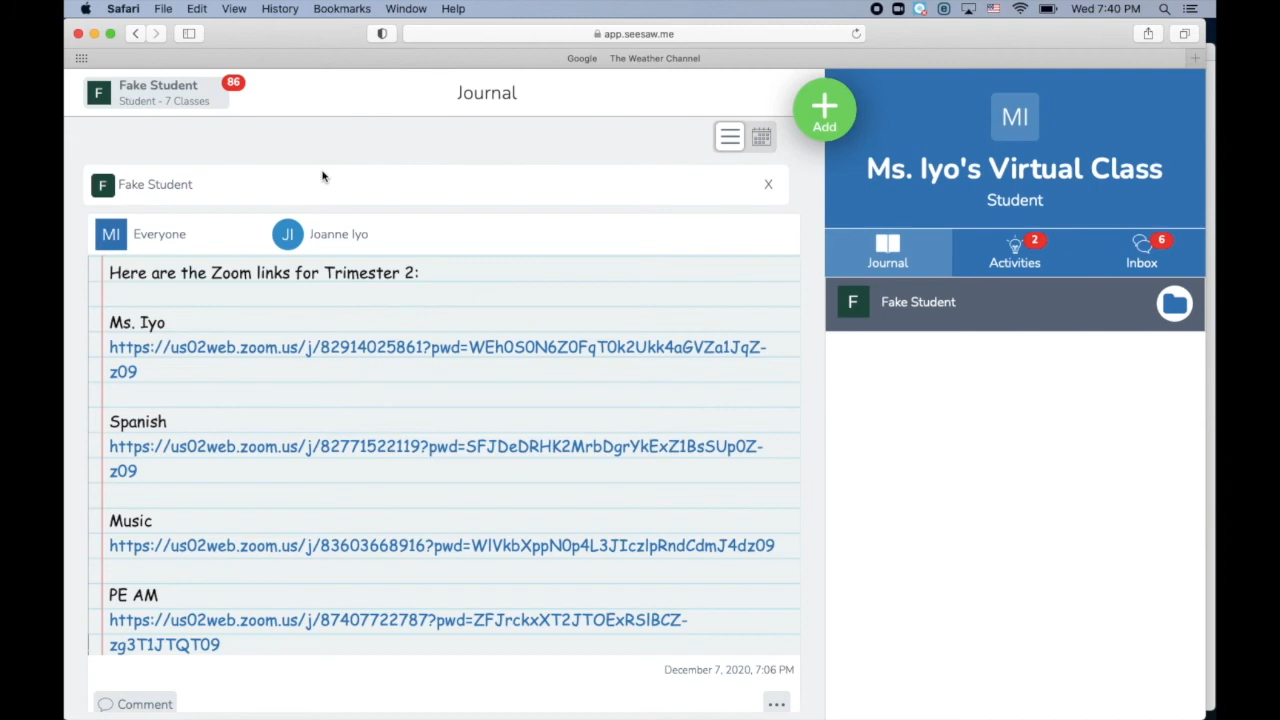 Safari File Edit View History Bookmarks Window Help Wed 7:40 PM
app.seesaw.me
Google The Weather Channel
F Fake Student 86
Student - 7 Classes
Journal
Add
MI
Ms. Iyo's Virtual Class
Student
Journal Activities 2 Inbox 6
F Fake Student
F Fake Student X
MI Everyone JI Joanne Iyo
Here are the Zoom links for Trimester 2:
Ms. Iyo
https://us02web.zoom.us/j/82914025861?pwd=WEh0S0N6Z0FqT0k2Ukk4aGVZa1JqZ-
z09
Spanish
https://us02web.zoom.us/j/82771522119?pwd=SFJDeDRHK2MrbDgrYkExZ1BsSUp0Z-
z09
Music
https://us02web.zoom.us/j/83603668916?pwd=WlVkbXppN0p4L3JIczlpRndCdmJ4dz09
PE AM
https://us02web.zoom.us/j/87407722787?pwd=ZFJrckxXT2JTOExRSlBCZ-
zg3T1JTQT09
December 7, 2020, 7:06 PM
Comment